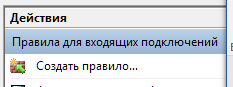 Действия
Правила для входящих подключений
Создать правило...